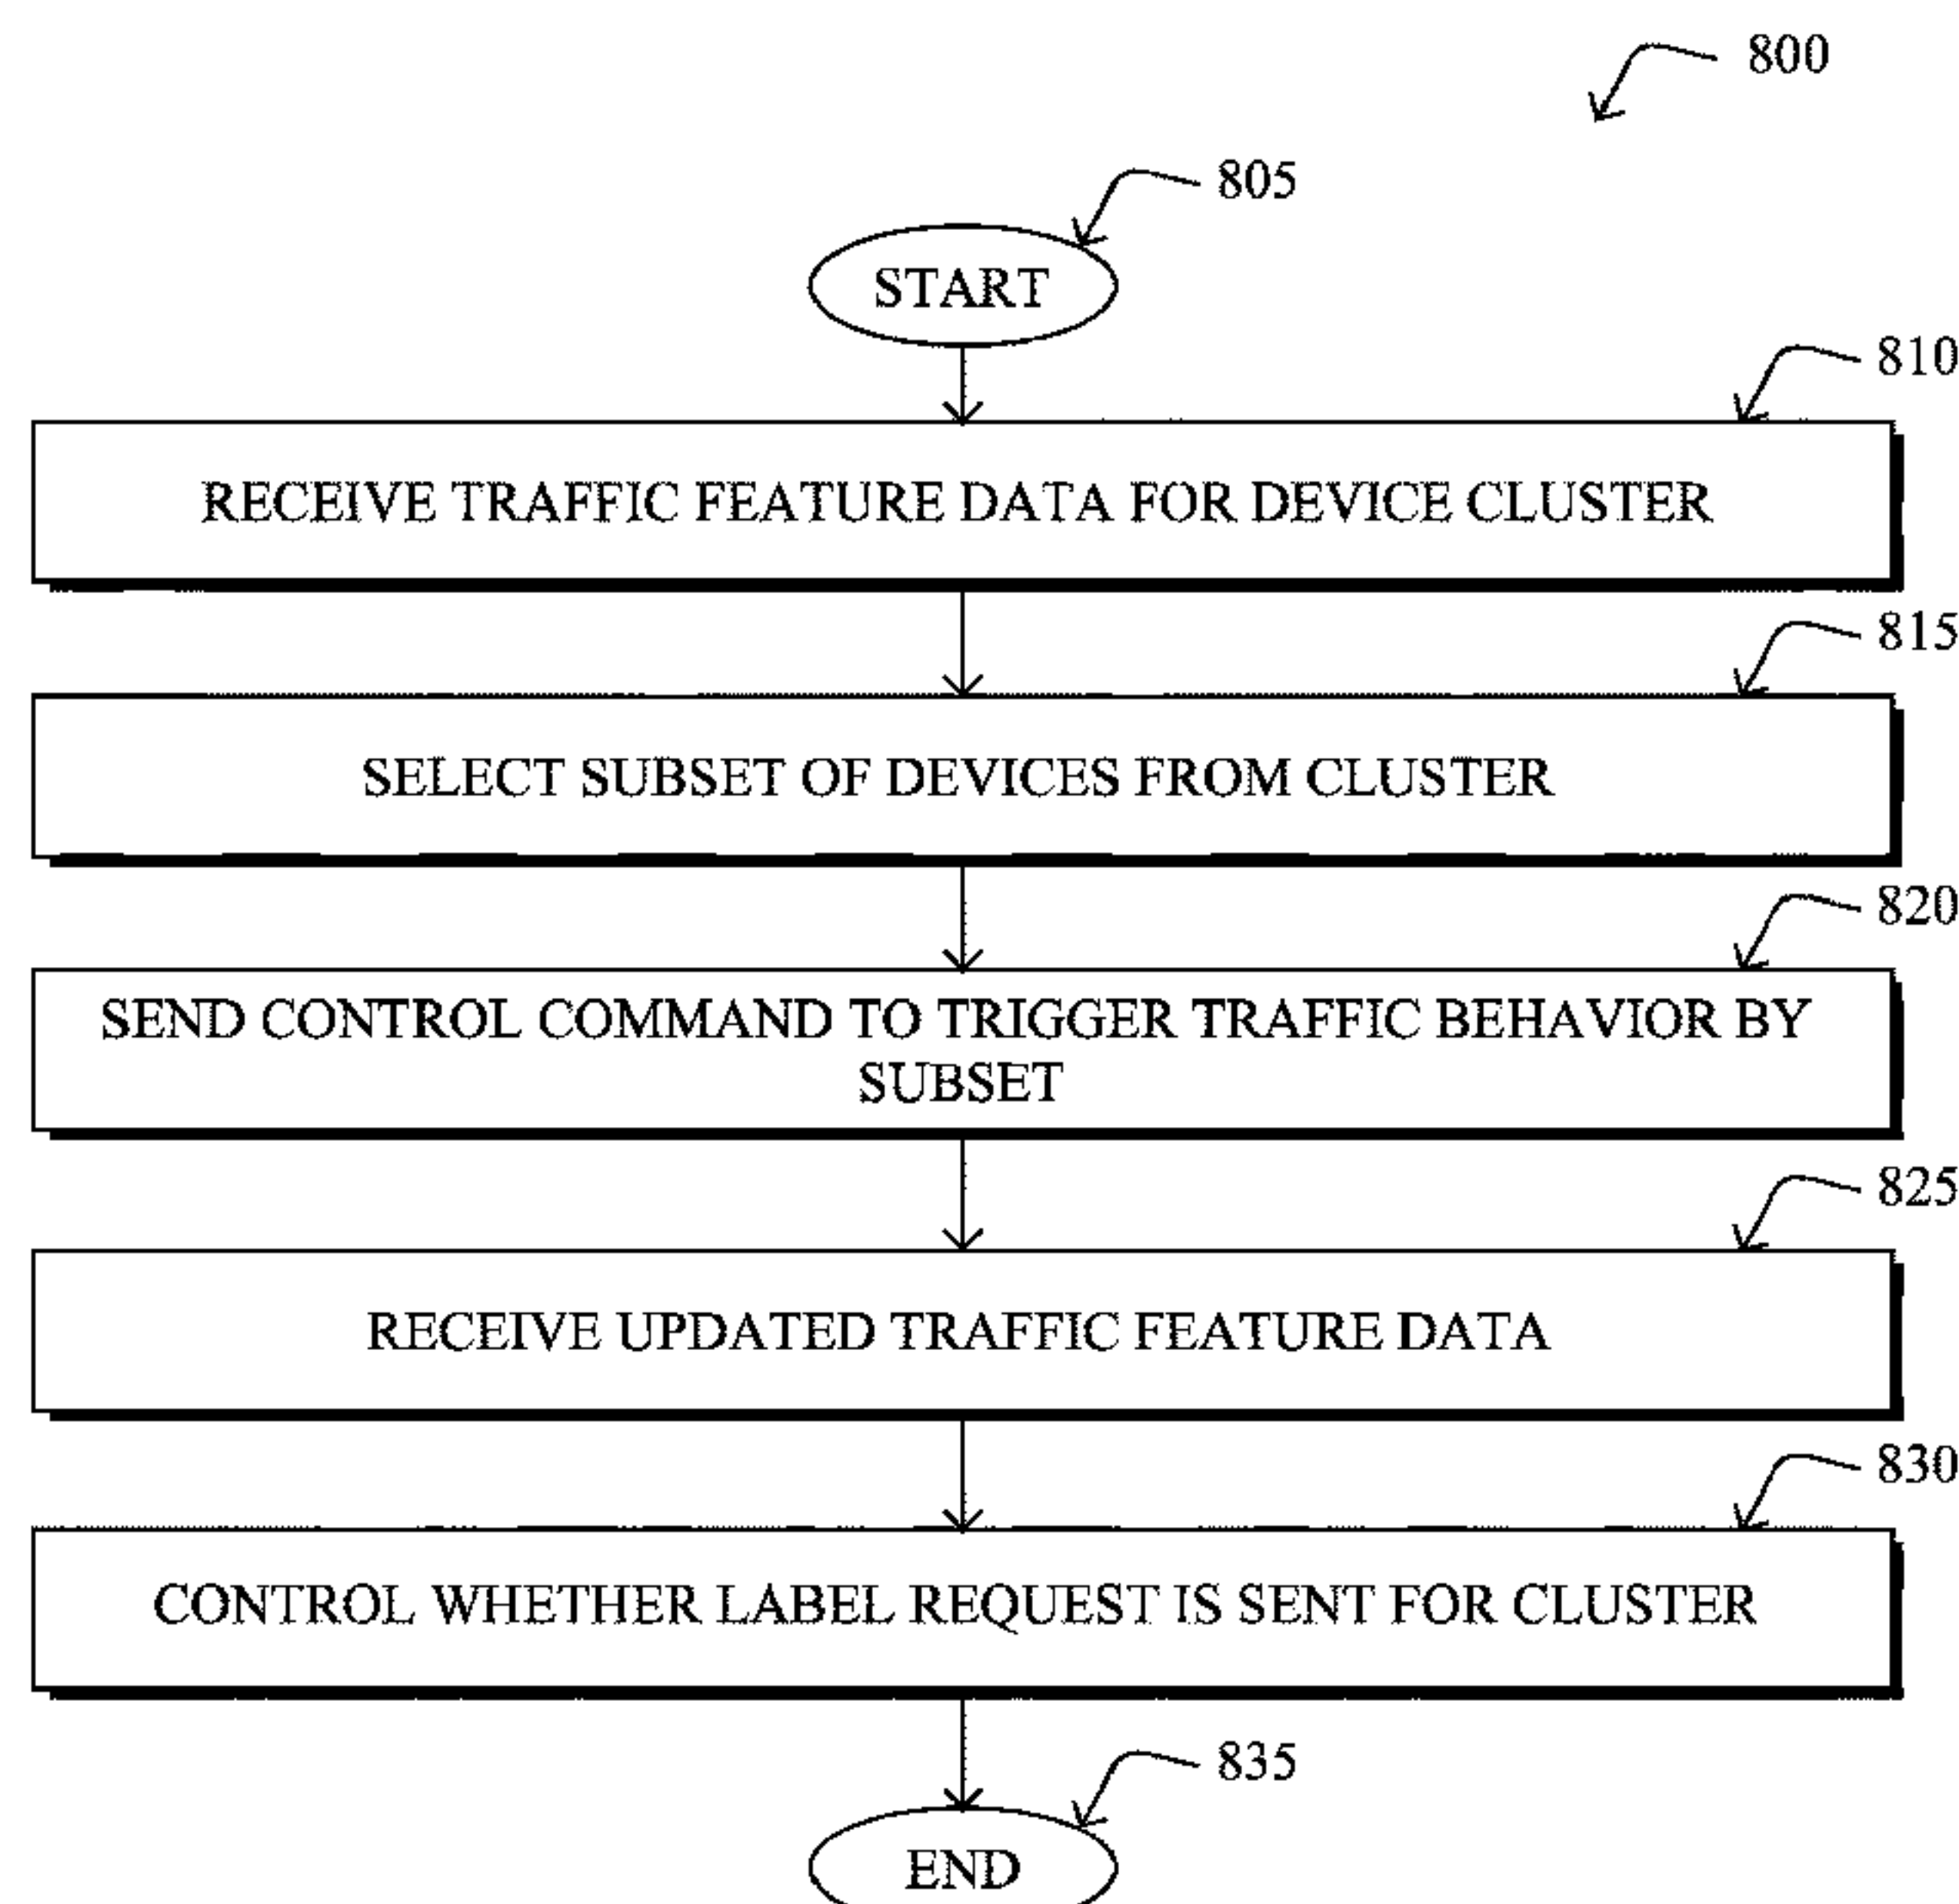 800
805
START
810
RECEIVE TRAFFIC FEATURE DATA FOR DEVICE CLUSTER
815
SELECT SUBSET OF DEVICES FROM CLUSTER
820
SEND CONTROL COMMAND TO TRIGGER TRAFFIC BEHAVIOR BY
SUBSET
825
RECEIVE UPDATED TRAFFIC FEATURE DATA
830
CONTROL WHETHER LABEL REQUEST IS SENT FOR CLUSTER
835
END